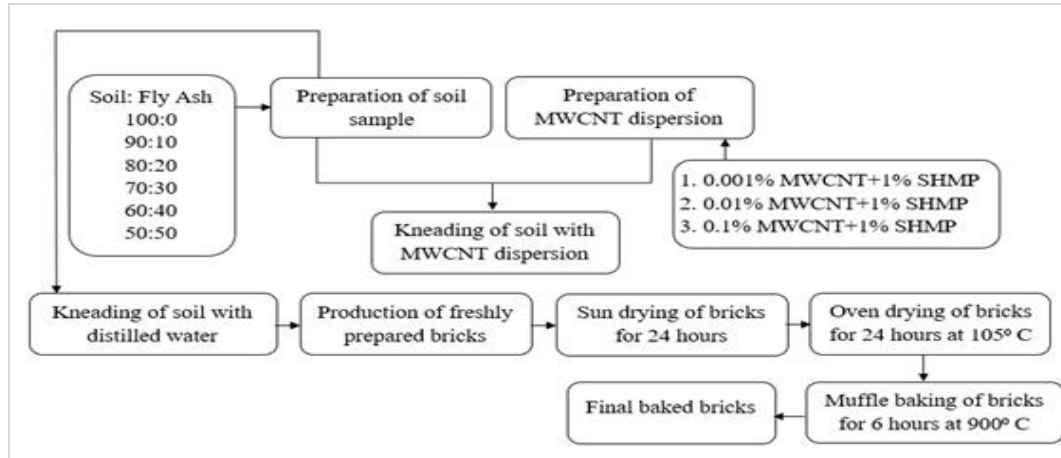 Soil: Fly Ash
100:0
90:10
80:20
70:30
60:40
50:50
Preparation of soil
sample
Preparation of
MWCNT dispersion
1. 0.001% MWCNT+1% SHMP
2. 0.01% MWCNT+1% SHMP
3. 0.1% MWCNT+1% SHMP
Kneading of soil with
MWCNT dispersion
Kneading of soil with
distilled water
Production of freshly
prepared bricks
Sun drying of bricks
for 24 hours
Oven drying of bricks
for 24 hours at 105⁰ C
Muffle baking of bricks
for 6 hours at 900⁰ C
Final baked bricks